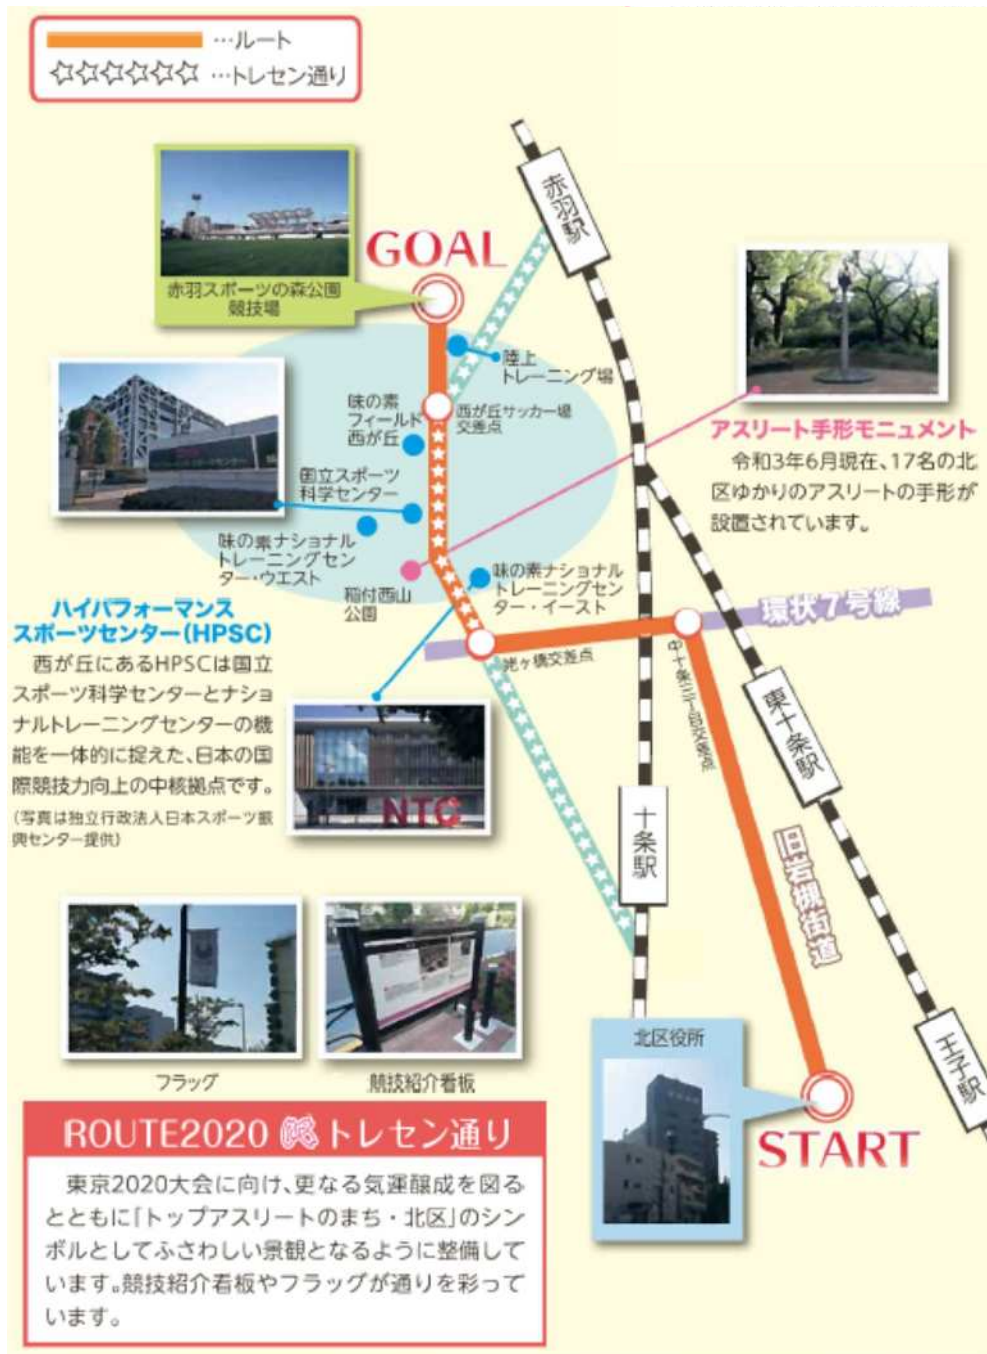 …ルート
…トレセン通り
赤羽駅
GOAL
赤羽スポーツの森公園
競技場
陸上
トレーニング場
味の素
フィールド
西が丘
西が丘サッカー場
交差点
アスリート手形モニュメント
令和3年6月現在、17名の北
区ゆかりのアスリートの手形が
設置されています。
国立スポーツ
科学センター
味の素ナショナル
トレーニングセン
ター・ウエスト
稲付西山
公園
味の素ナショナル
トレーニングセン
ター・イースト
環状7号線
姥ヶ橋交差点
中十条三丁目交差点
ハイパフォーマンス
スポーツセンター(HPSC)
西が丘にあるHPSCは国立
スポーツ科学センターとナショ
ナルトレーニングセンターの機
能を一体的に捉えた、日本の国
際競技力向上の中核拠点です。
(写真は独立行政法人日本スポーツ振
興センター提供)
NTC
東十条駅
十条駅
旧岩槻街道
王子駅
北区役所
START
フラッグ
競技紹介看板
ROUTE2020 トレセン通り
東京2020大会に向け、更なる気運醸成を図る
とともに「トップアスリートのまち・北区」のシン
ボルとしてふさわしい景観となるように整備して
います。競技紹介看板やフラッグが通りを彩って
います。